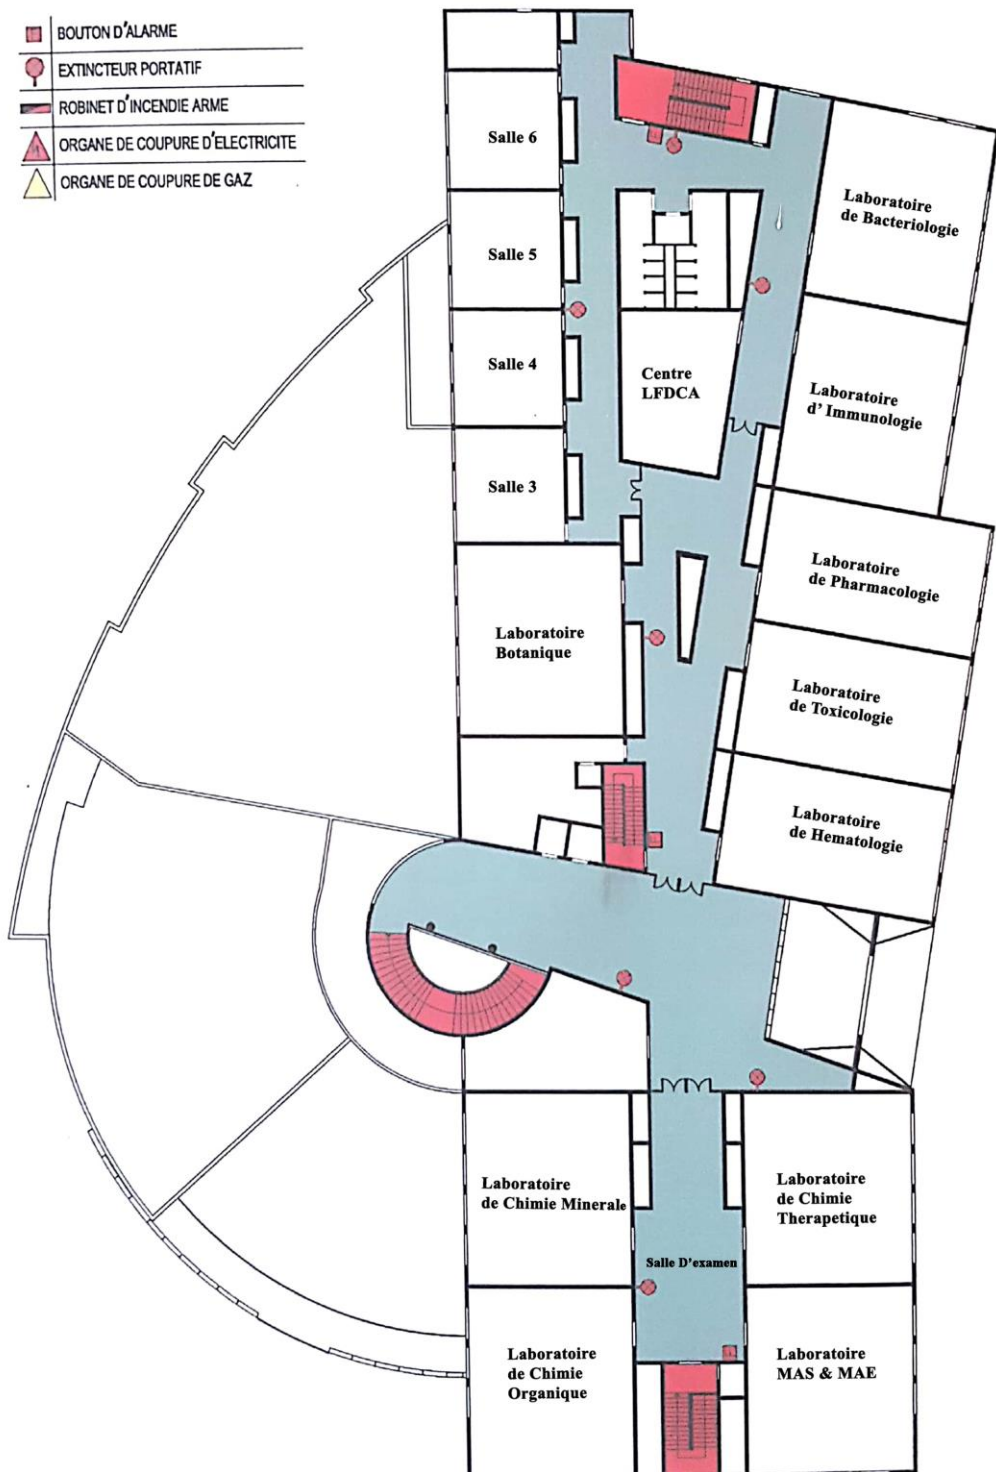 BOUTON D'ALARME
EXTINCTEUR PORTATIF
ROBINET D'INCENDIE ARME
ORGANE DE COUPURE D'ÉLECTRICITE
ORGANE DE COUPURE DE GAZ
Salle 6
Laboratoire
de Bacteriologie
Salle 5
Salle 4
Centre
LFDCA
Laboratoire
d' Immunologie
Salle 3
Laboratoire
de Pharmacologie
Laboratoire
Botanique
Laboratoire
de Toxicologie
Laboratoire
de Hematologie
Laboratoire
de Chimie Minerale
Laboratoire
de Chimie
Therapetique
Salle D'examen
Laboratoire
de Chimie
Organique
Laboratoire
MAS & MAE